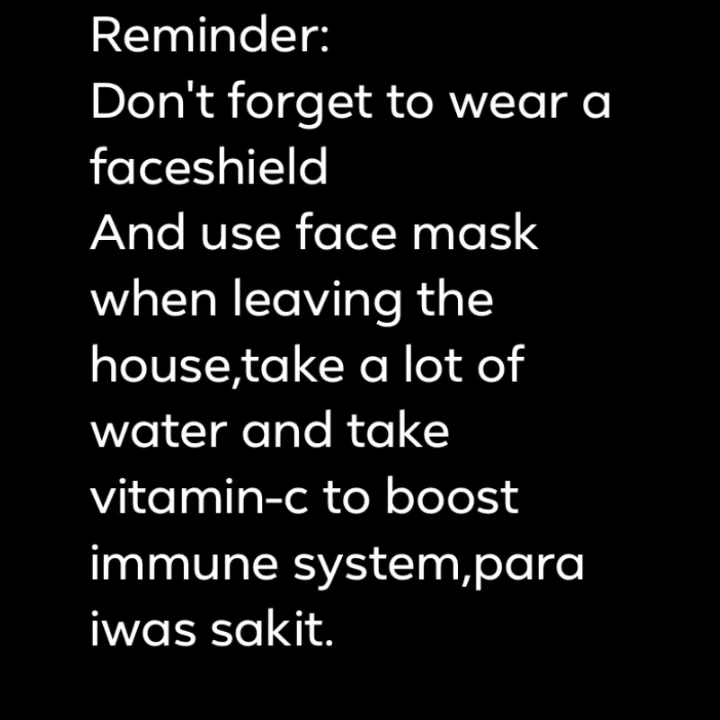 Reminder:
Don't forget to wear a
faceshield
And use face mask
when leaving the
house,take a lot of
water and take
vitamin-c to boost
immune system,para
iwas sakit.